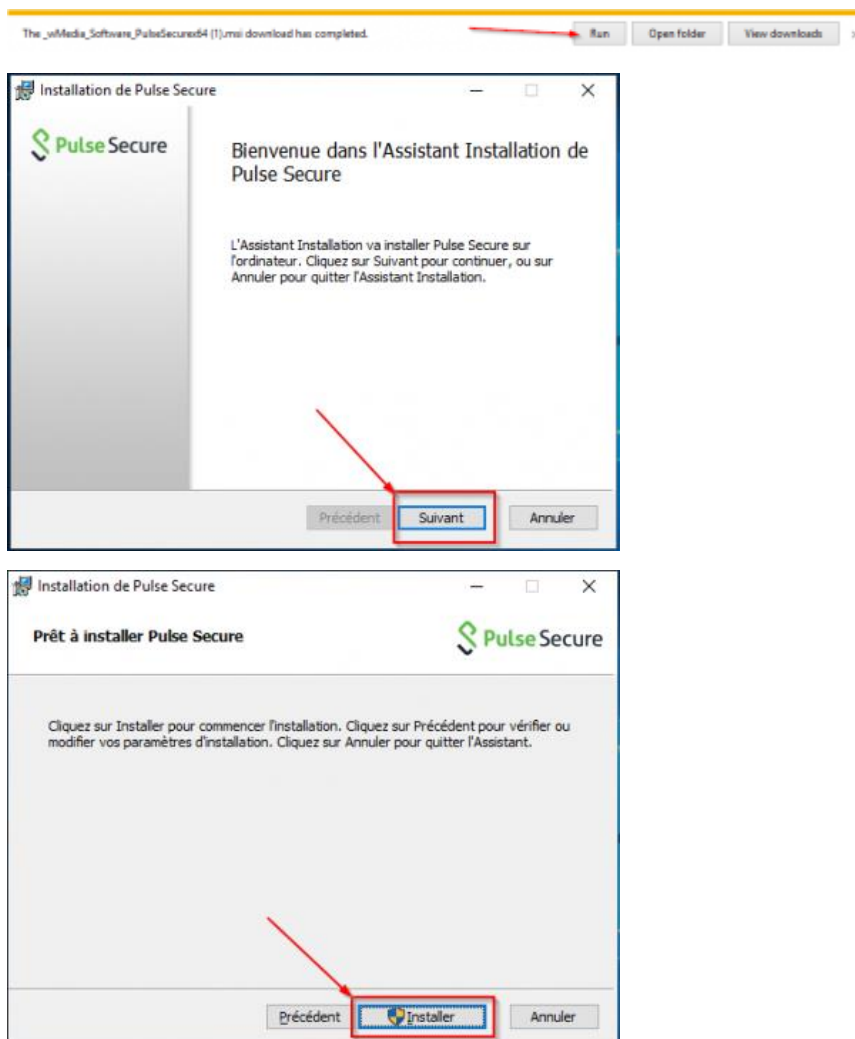 The _wMedia_Software_PulseSecurex64 (1).msi download has completed.
Run
Open folder
View downloads
Installation de Pulse Secure
Pulse Secure
Bienvenue dans l'Assistant Installation de
Pulse Secure
L'Assistant Installation va installer Pulse Secure sur
l'ordinateur. Cliquez sur Suivant pour continuer, ou sur
Annuler pour quitter l'Assistant Installation.
Précédent
Suivant
Annuler
Installation de Pulse Secure
Prêt à installer Pulse Secure
Pulse Secure
Cliquez sur Installer pour commencer l'installation. Cliquez sur Précédent pour vérifier ou
modifier vos paramètres d'installation. Cliquez sur Annuler pour quitter l'Assistant.
Précédent
Installer
Annuler